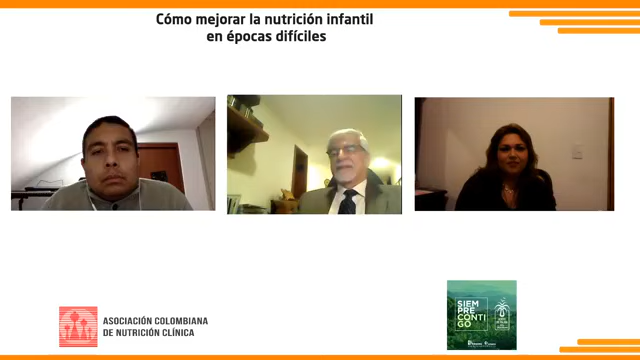 Cómo mejorar la nutrición infantil
en épocas difíciles
ASOCIACIÓN COLOMBIANA
DE NUTRICIÓN CLÍNICA
SIEM
PRE
CONTI
GO